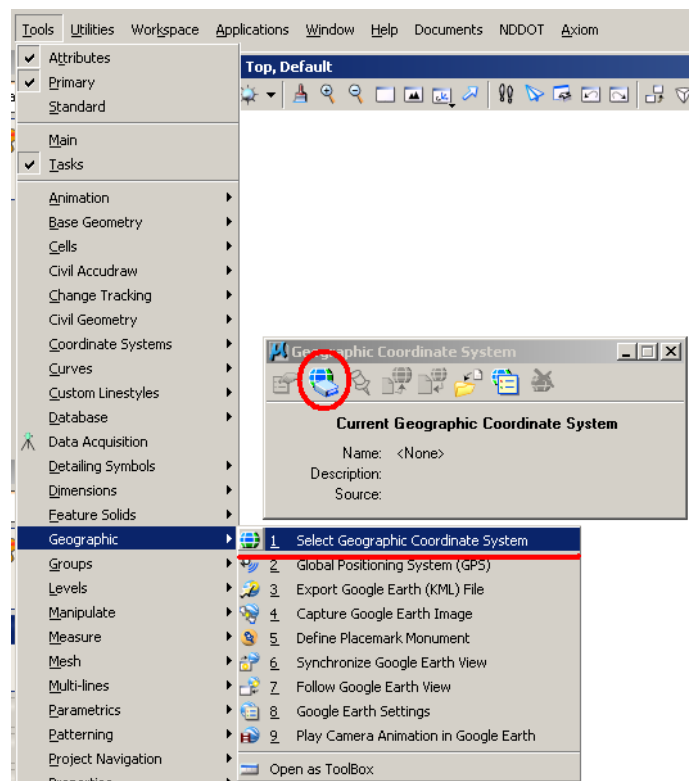 Tools Utilities Workspace Applications Window Help Documents NDDOT Axiom
Attributes
Primary
Standard
Main
Tasks
Animation
Base Geometry
Cells
Civil Accudraw
Change Tracking
Civil Geometry
Coordinate Systems
Curves
Custom Linestyles
Database
Data Acquisition
Detailing Symbols
Dimensions
Feature Solids
Geographic
Groups
Levels
Manipulate
Measure
Mesh
Multi-lines
Parametrics
Patterning
Project Navigation
Top, Default
Geographic Coordinate System
Current Geographic Coordinate System
Name: <None>
Description:
Source:
1 Select Geographic Coordinate System
2 Global Positioning System (GPS)
3 Export Google Earth (KML) File
4 Capture Google Earth Image
5 Define Placemark Monument
6 Synchronize Google Earth View
7 Follow Google Earth View
8 Google Earth Settings
9 Play Camera Animation in Google Earth
Open as ToolBox